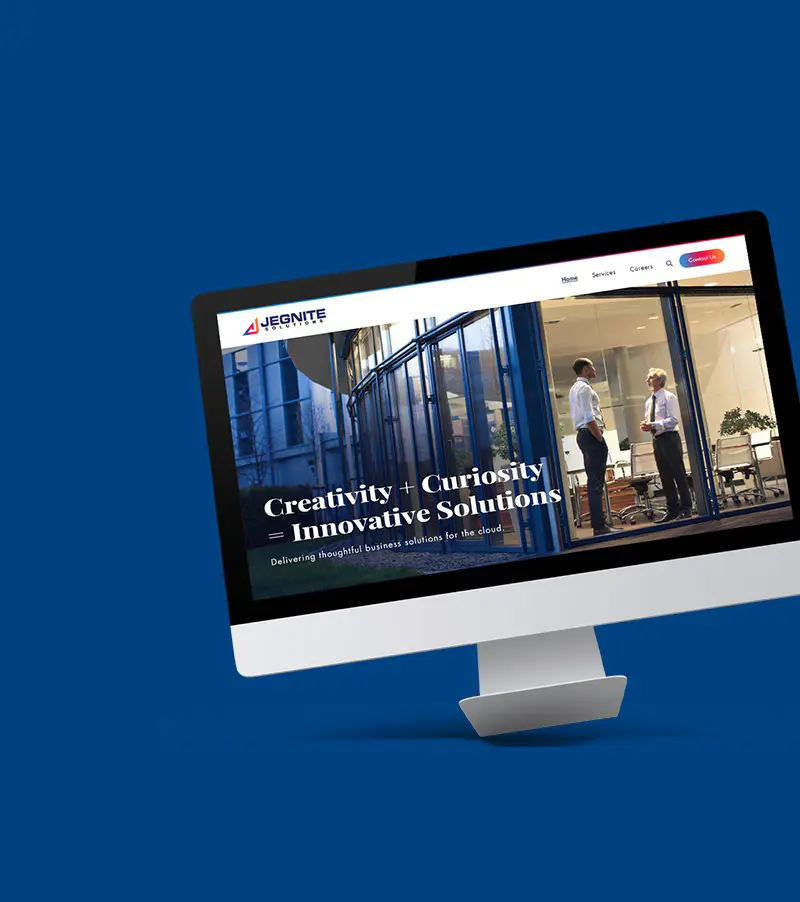 JEGNITE
SOLUTIONS
Home Services Careers Contact Us
Creativity + Curiosity
= Innovative Solutions
Delivering thoughtful business solutions for the cloud.